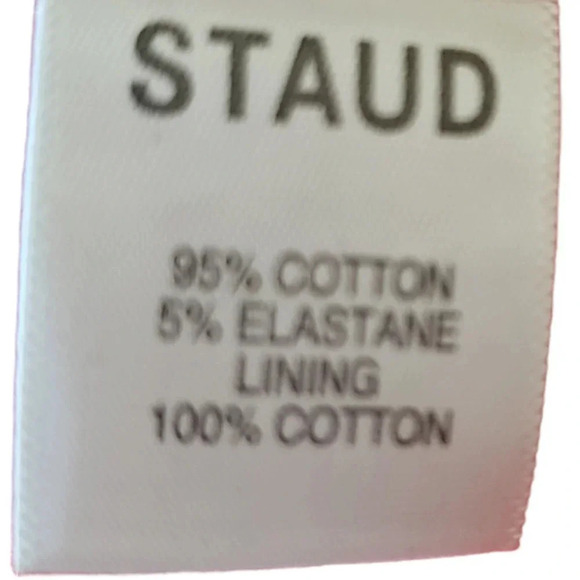 STAUD
95% COTTON
5% ELASTANE
LINING
100% COTTON